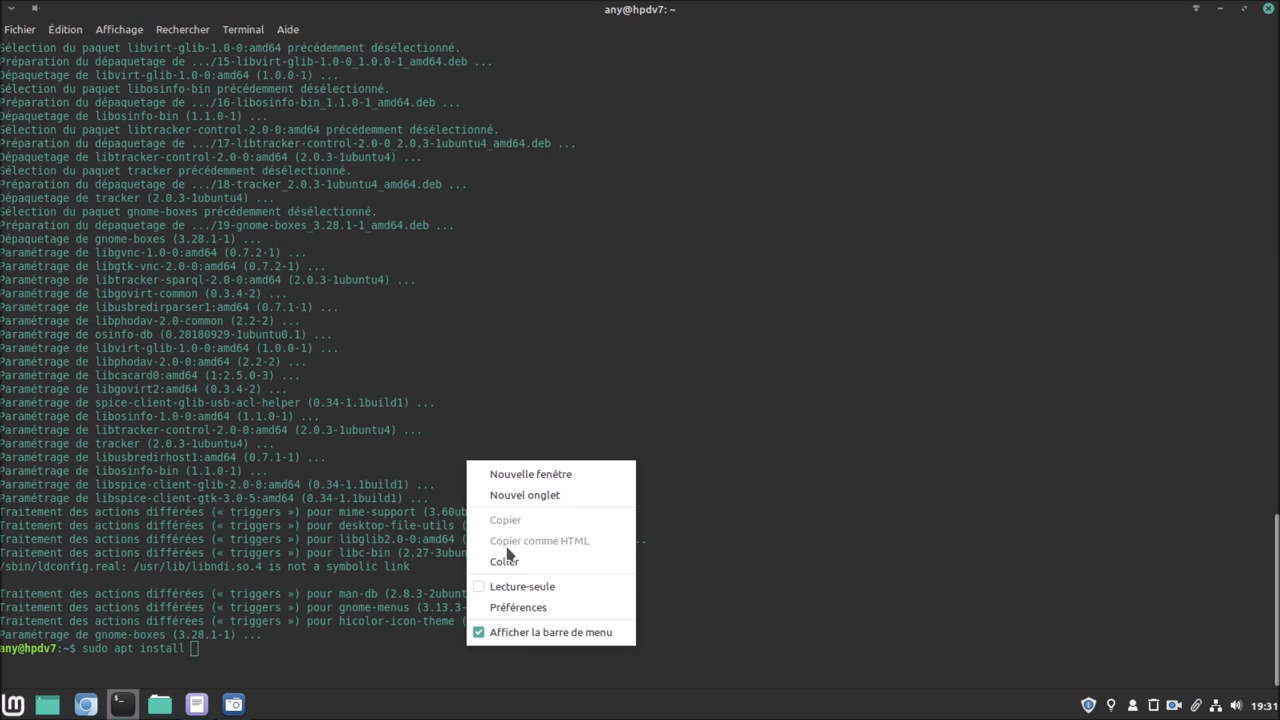 any@hpdv7: ~
Fichier Édition Affichage Rechercher Terminal Aide
Sélection du paquet libvirt-glib-1.0-0:amd64 précédemment désélectionné.
Préparation du dépaquetage de .../15-libvirt-glib-1.0-0_1.0.0-1_amd64.deb ...
Dépaquetage de libvirt-glib-1.0-0:amd64 (1.0.0-1) ...
Sélection du paquet libosinfo-bin précédemment désélectionné.
Préparation du dépaquetage de .../16-libosinfo-bin_1.1.0-1_amd64.deb ...
Dépaquetage de libosinfo-bin (1.1.0-1) ...
Sélection du paquet libtracker-control-2.0-0:amd64 précédemment désélectionné.
Préparation du dépaquetage de .../17-libtracker-control-2.0-0_2.0.3-1ubuntu4_amd64.deb ...
Dépaquetage de libtracker-control-2.0-0:amd64 (2.0.3-1ubuntu4) ...
Sélection du paquet tracker précédemment désélectionné.
Préparation du dépaquetage de .../18-tracker_2.0.3-1ubuntu4_amd64.deb ...
Dépaquetage de tracker (2.0.3-1ubuntu4) ...
Sélection du paquet gnome-boxes précédemment désélectionné.
Préparation du dépaquetage de .../19-gnome-boxes_3.28.1-1_amd64.deb ...
Dépaquetage de gnome-boxes (3.28.1-1) ...
Paramétrage de libgvnc-1.0-0:amd64 (0.7.2-1) ...
Paramétrage de libgtk-vnc-2.0-0:amd64 (0.7.2-1) ...
Paramétrage de libtracker-sparql-2.0-0:amd64 (2.0.3-1ubuntu4) ...
Paramétrage de libgovirt-common (0.3.4-2) ...
Paramétrage de libusbredirparser1:amd64 (0.7.1-1) ...
Paramétrage de libphodav-2.0-common (2.2-2) ...
Paramétrage de osinfo-db (0.20180929-1ubuntu0.1) ...
Paramétrage de libvirt-glib-1.0-0:amd64 (1.0.0-1) ...
Paramétrage de libphodav-2.0-0:amd64 (2.2-2) ...
Paramétrage de libcacard0:amd64 (1:2.5.0-3) ...
Paramétrage de libgovirt2:amd64 (0.3.4-2) ...
Paramétrage de spice-client-glib-usb-acl-helper (0.34-1.1build1) ...
Paramétrage de libosinfo-1.0-0:amd64 (1.1.0-1) ...
Paramétrage de libtracker-control-2.0-0:amd64 (2.0.3-1ubuntu4) ...
Paramétrage de tracker (2.0.3-1ubuntu4) ...
Paramétrage de libusbredirhost1:amd64 (0.7.1-1) ...
Paramétrage de libosinfo-bin (1.1.0-1) ...
Paramétrage de libspice-client-glib-2.0-8:amd64 (0.34-1.1build1) ...
Paramétrage de libspice-client-gtk-3.0-5:amd64 (0.34-1.1build1) ...
Traitement des actions différées (« triggers ») pour mime-support (3.60ub
Traitement des actions différées (« triggers ») pour desktop-file-utils (
Traitement des actions différées (« triggers ») pour libglib2.0-0:amd64 (
Traitement des actions différées (« triggers ») pour libc-bin (2.27-3ubun
/sbin/ldconfig.real: /usr/lib/libndi.so.4 is not a symbolic link
Traitement des actions différées (« triggers ») pour man-db (2.8.3-2ubunt
Traitement des actions différées (« triggers ») pour gnome-menus (3.13.3-
Traitement des actions différées (« triggers ») pour hicolor-icon-theme (
Paramétrage de gnome-boxes (3.28.1-1) ...
any@hpdv7:~$ sudo apt install
Nouvelle fenêtre
Nouvel onglet
Copier
Copier comme HTML
Coller
Lecture-seule
Préférences
Afficher la barre de menu
19:31